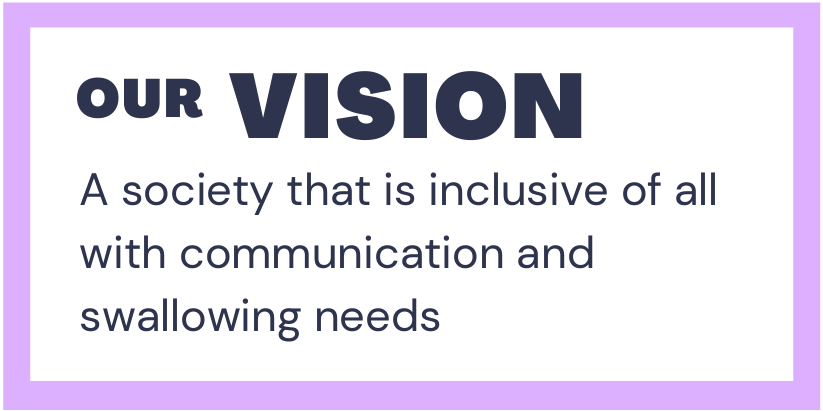 OUR VISION
A society that is inclusive of all
with communication and
swallowing needs